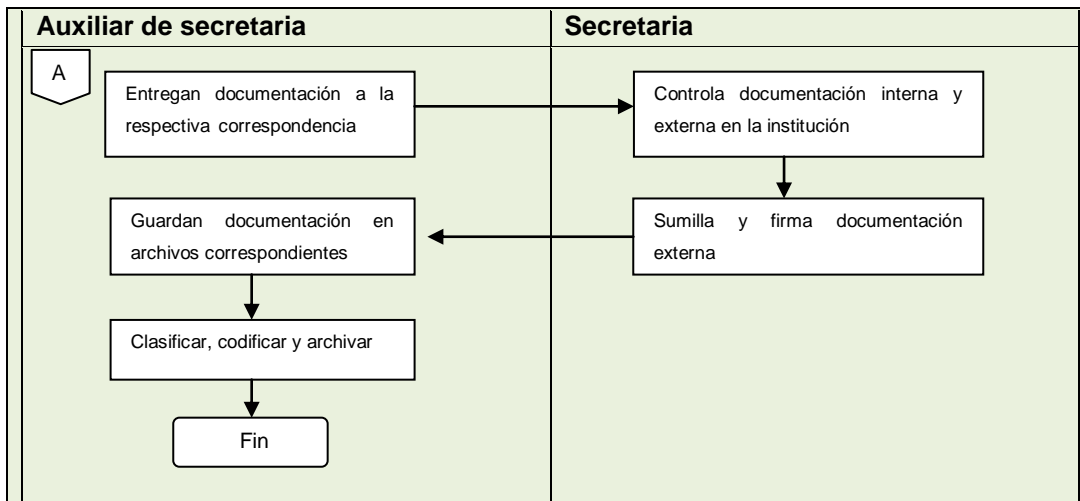 Auxiliar de secretaria
Secretaria
A
Entregan documentación a la
respectiva correspondencia
Controla documentación interna y
externa en la institución
Sumilla y firma documentación
externa
Guardan documentación en
archivos correspondientes
Clasificar, codificar y archivar
Fin